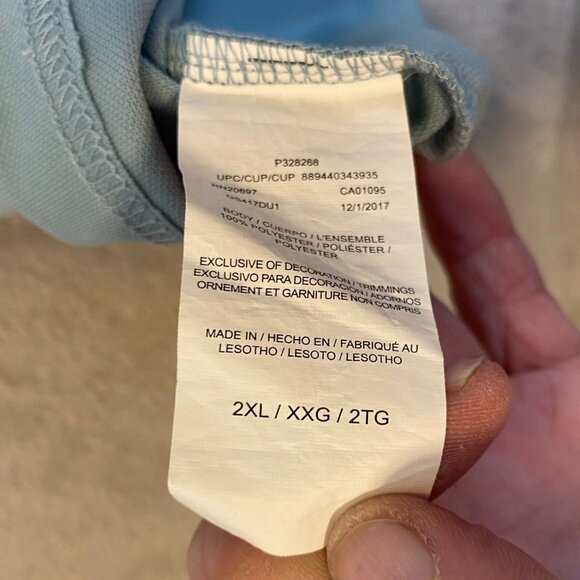 P328268
UPC/CUP/CUP 889440343935
RN20697 CA01095
GS417DU1 12/1/2017
BODY / CUERPO / L'ENSEMBLE
100% POLYESTER / POLIÉSTER /
POLYESTER
EXCLUSIVE OF DECORATION / TRIMMINGS
EXCLUSIVO PARA DECORACION / ADORNOS
ORNEMENT ET GARNITURE NON COMPRIS
MADE IN / HECHO EN / FABRIQUÉ AU
LESOTHO / LESOTO / LESOTHO
2XL / XXG / 2TG